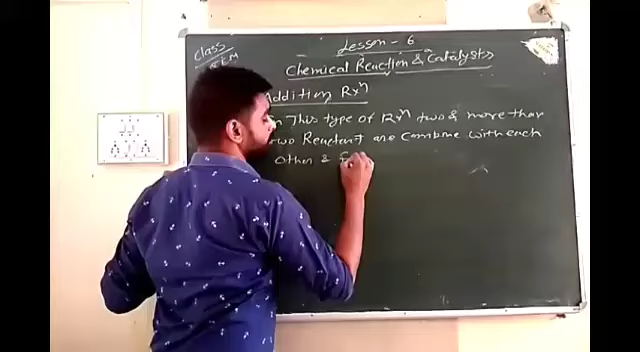 Lesson - 6
Class
Chemical Reaction & Catalysts
Addition Rxⁿ
In This type of Rxⁿ two & more than
two Reactant are combine with each
other & f